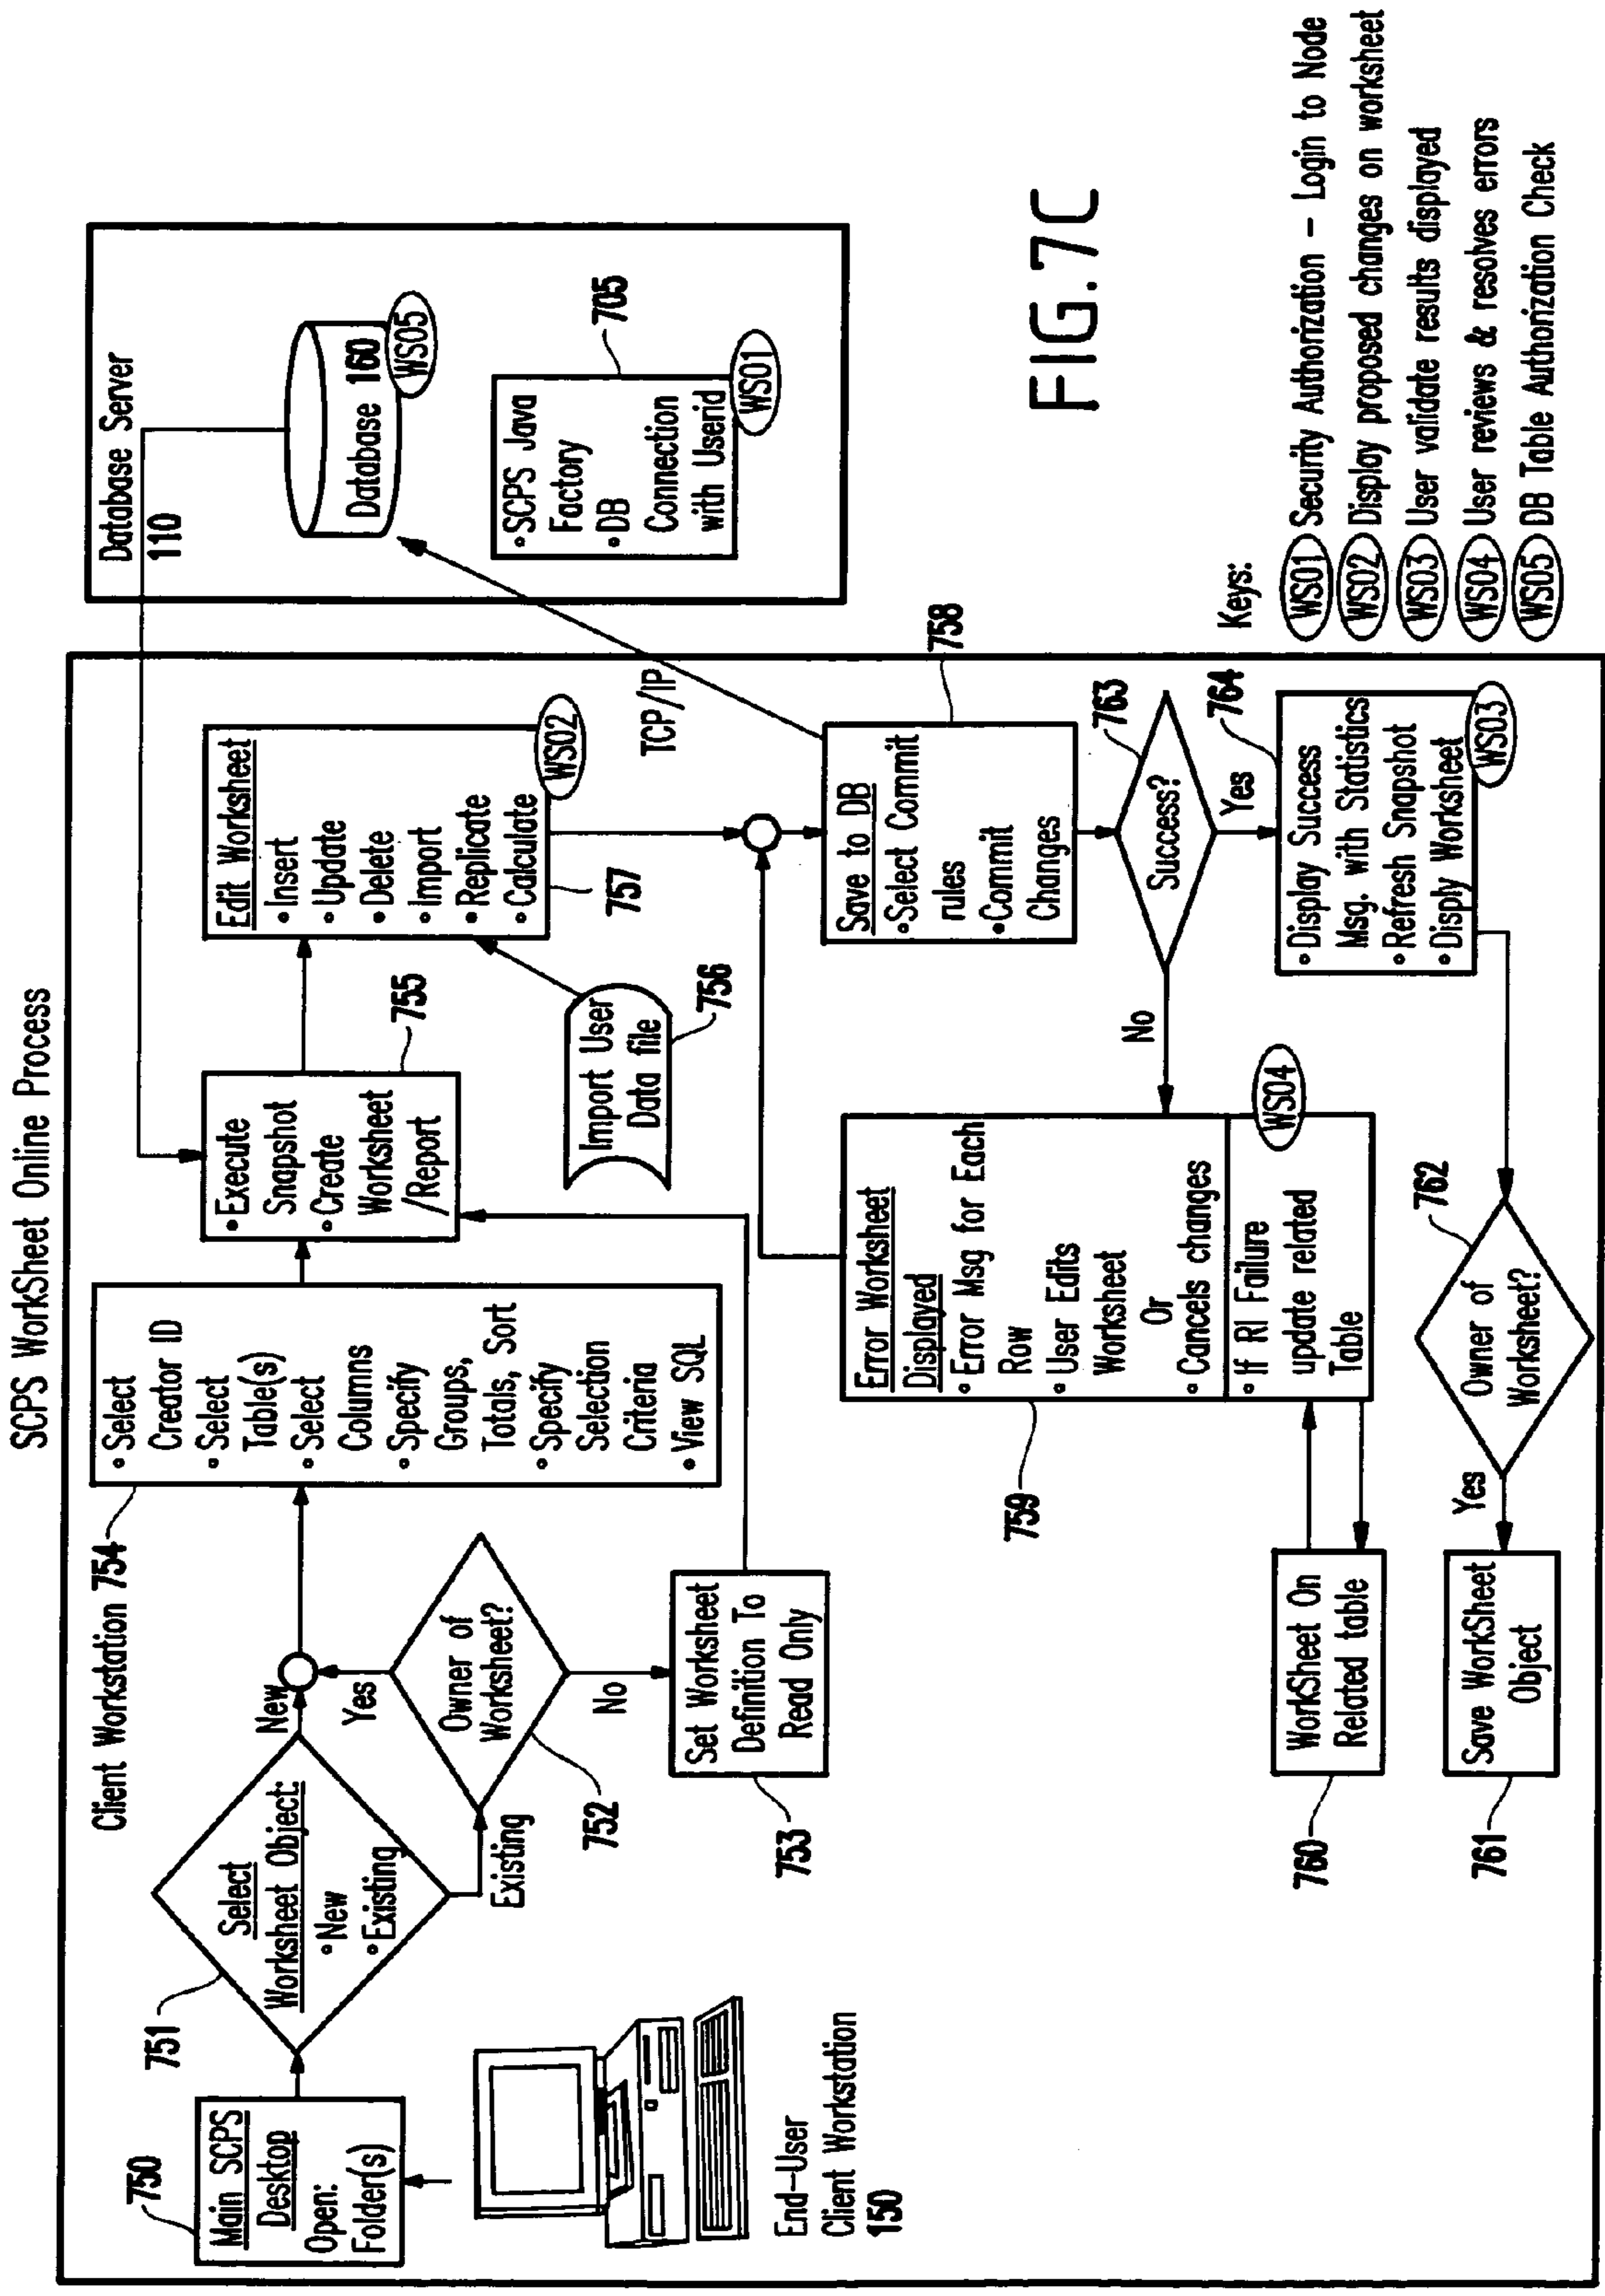 SCPS WorkSheet Online Process
Client Workstation 754
750
Main SCPS
Desktop
Open:
Folder(s)
End-User
Client Workstation
150
751
Select
Worksheet Object:
• New
• Existing
New
Existing
Yes
Owner of
Worksheet?
752
No
Set Worksheet
Definition To
Read Only
753
• Select
Creator ID
• Select
Table(s)
• Select
Columns
• Specify
Groups,
Totals, Sort
• Specify
Selection
Criteria
• View SQL
• Execute
Snapshot
• Create
Worksheet
/Report
755
Import User
Data file
756
Edit Worksheet
• Insert
• Update
• Delete
• Import
• Replicate
• Calculate
WS02
757
TCP/IP
Database Server
110
Database 160
WS05
• SCPS Java
Factory
• DB
Connection
with Userid
WS01
705
Save to DB
• Select Commit
rules
• Commit
Changes
758
Success?
763
No
Yes
Error Worksheet
Displayed
• Error Msg for Each
Row
• User Edits
Worksheet
Or
• Cancels changes
• If RI Failure
update related
Table
WS04
759
WorkSheet On
Related table
760
764
• Display Success
Msg. with Statistics
• Refresh Snapshot
• Disply Worksheet
WS03
762
Owner of
Worksheet?
Yes
Save WorkSheet
Object
761
FIG.7C
Keys:
WS01 Security Authorization - Login to Node
WS02 Display proposed changes on worksheet
WS03 User validate results displayed
WS04 User reviews & resolves errors
WS05 DB Table Authorization Check